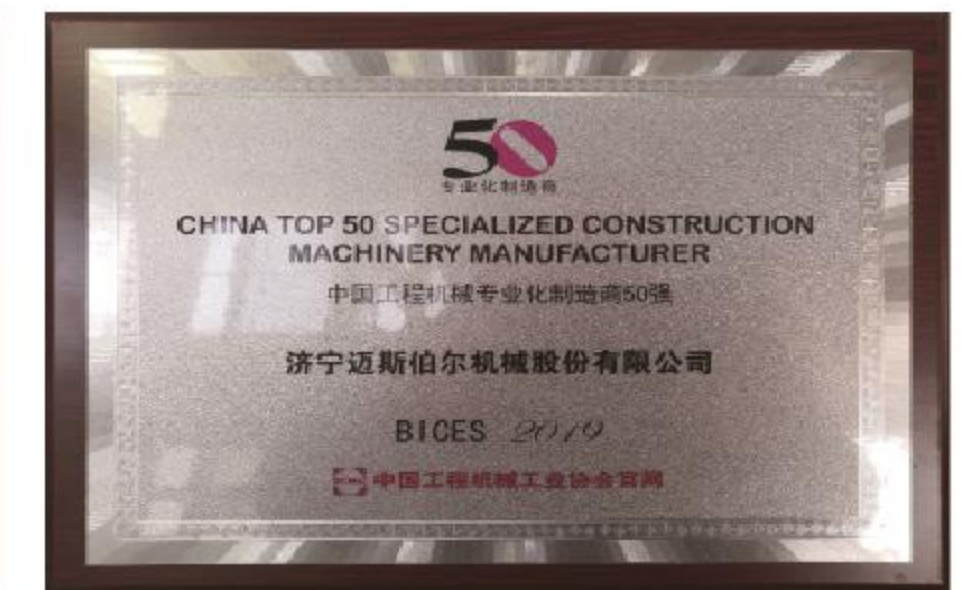 50
专业化制造商
CHINA TOP 50 SPECIALIZED CONSTRUCTION
MACHINERY MANUFACTURER
中国工程机械专业化制造商50强
济宁迈斯伯尔机械股份有限公司
BICES 2019
中国工程机械工业协会官网